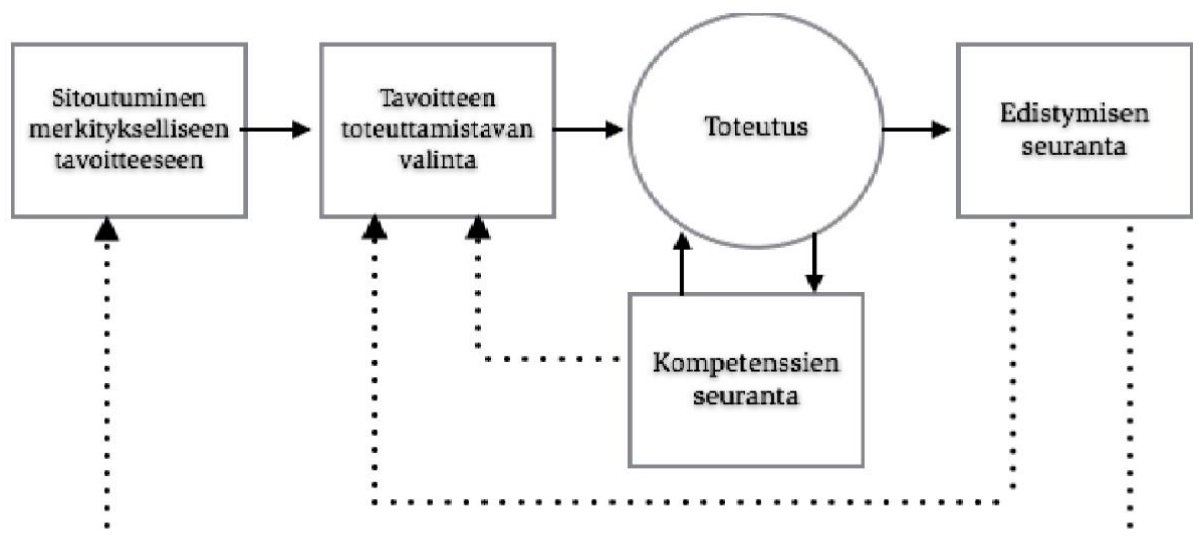 Sitoutuminen
merkitykselliseen
tavoitteeseen
Tavoitteen
toteuttamistavan
valinta
Toteutus
Edistymisen
seuranta
Kompetenssien
seuranta